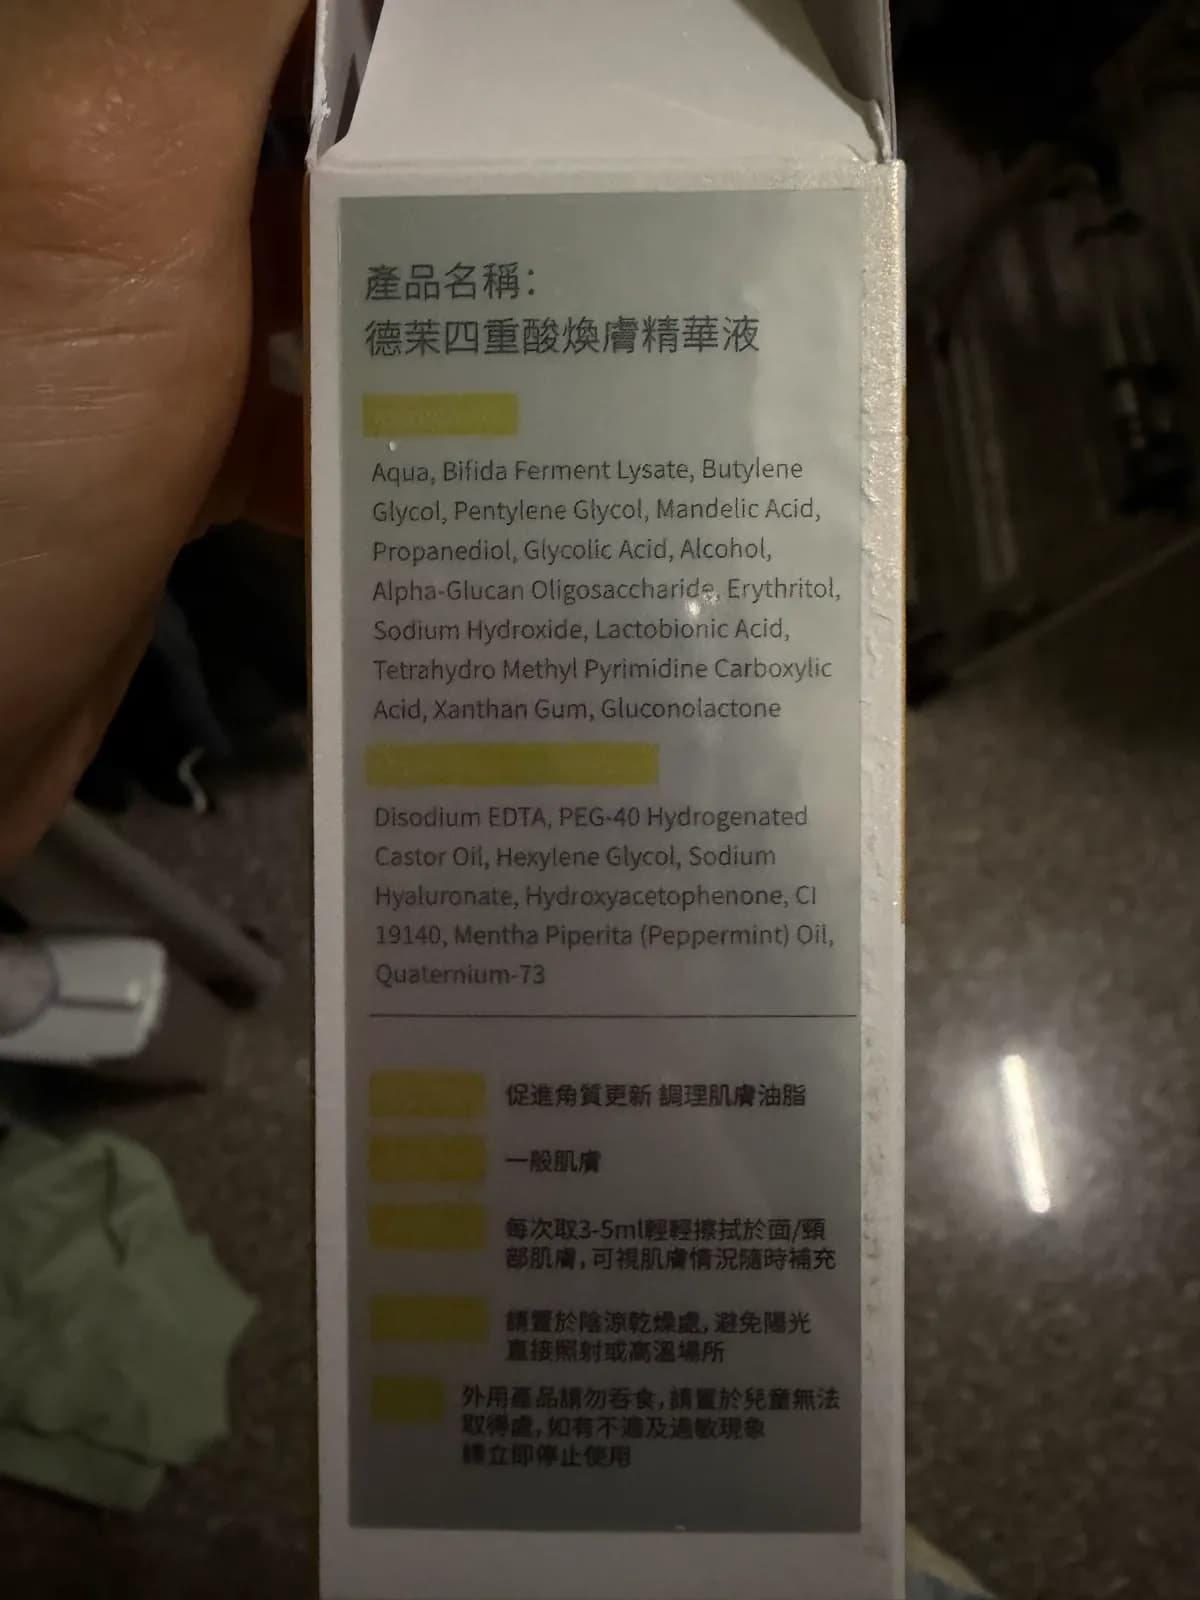 產品名稱：
德茉四重酸煥膚精華液
Aqua, Bifida Ferment Lysate, Butylene
Glycol, Pentylene Glycol, Mandelic Acid,
Propanediol, Glycolic Acid, Alcohol,
Alpha-Glucan Oligosaccharide, Erythritol,
Sodium Hydroxide, Lactobionic Acid,
Tetrahydro Methyl Pyrimidine Carboxylic
Acid, Xanthan Gum, Gluconolactone
Disodium EDTA, PEG-40 Hydrogenated
Castor Oil, Hexylene Glycol, Sodium
Hyaluronate, Hydroxyacetophenone, CI
19140, Mentha Piperita (Peppermint) Oil,
Quaternium-73
促進角質更新 調理肌膚油脂
一般肌膚
每次取3-5ml輕輕擦拭於面/頸
部肌膚，可視肌膚情況隨時補充
請置於陰涼乾燥處，避免陽光
直接照射或高溫場所
外用產品請勿吞食，請置於兒童無法
取得處，如有不適及過敏現象
請立即停止使用